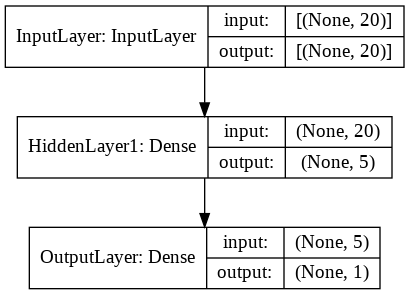 InputLayer: InputLayer
input: [(None, 20)]
output: [(None, 20)]
HiddenLayer1: Dense
input: (None, 20)
output: (None, 5)
OutputLayer: Dense
input: (None, 5)
output: (None, 1)